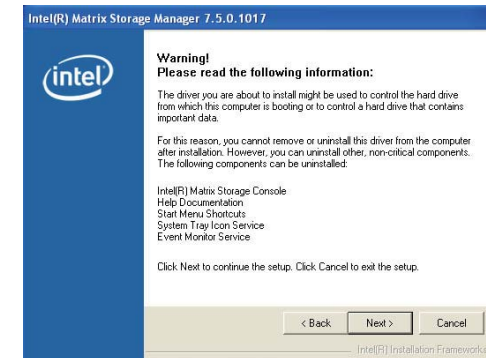 Intel(R) Matrix Storage Manager 7.5.0.1017
intel
Warning!
Please read the following information:
The driver you are about to install might be used to control the hard drive
from which this computer is booting or to control a hard drive that contains
important data.
For this reason, you cannot remove or uninstall this driver from the computer
after installation. However, you can uninstall other, non-critical components.
The following components can be uninstalled:
Intel(R) Matrix Storage Console
Help Documentation
Start Menu Shortcuts
System Tray Icon Service
Event Monitor Service
Click Next to continue the setup. Click Cancel to exit the setup.
< Back Next > Cancel
Intel(R) Installation Framework